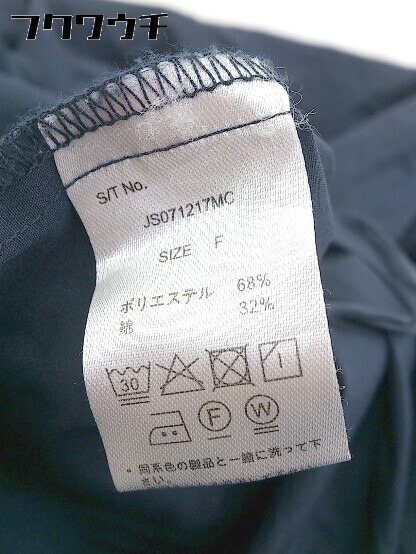 フクワウチ
S/T No.
JS071217MC
SIZE F
ポリエステル 68%
綿 32%
30
F
W
・同系色の製品と一緒に洗って下
さい。